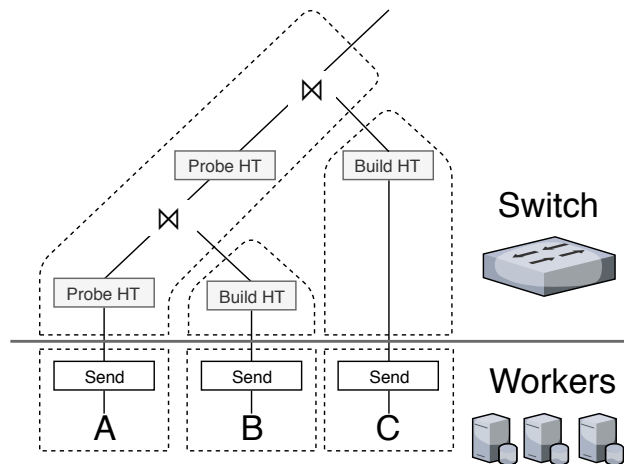 Probe HT
Build HT
Switch
Probe HT
Build HT
Send
Send
Send
Workers
A
B
C